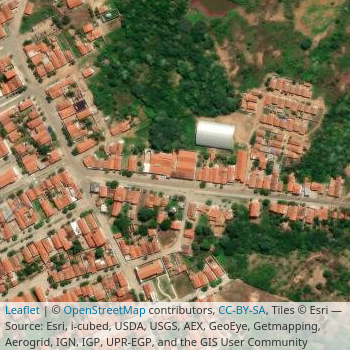 Leaflet | © OpenStreetMap contributors, CC-BY-SA, Tiles © Esri —
Source: Esri, i-cubed, USDA, USGS, AEX, GeoEye, Getmapping,
Aerogrid, IGN, IGP, UPR-EGP, and the GIS User Community